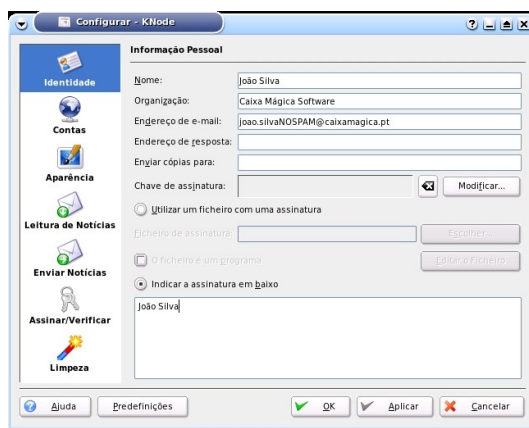 Configurar - KNode
Identidade
Contas
Aparência
Leitura de Notícias
Enviar Notícias
Assinar/Verificar
Limpeza
Informação Pessoal
Nome: João Silva
Organização: Caixa Mágica Software
Endereço de e-mail: joao.silvaNOSPAM@caixamagica.pt
Endereço de resposta:
Enviar cópias para:
Chave de assinatura: Modificar...
Utilizar um ficheiro com uma assinatura
Ficheiro de assinatura: Escolher...
O ficheiro é um programa Editar o Ficheiro
Indicar a assinatura em baixo
João Silva
Ajuda Predefinições OK Aplicar Cancelar